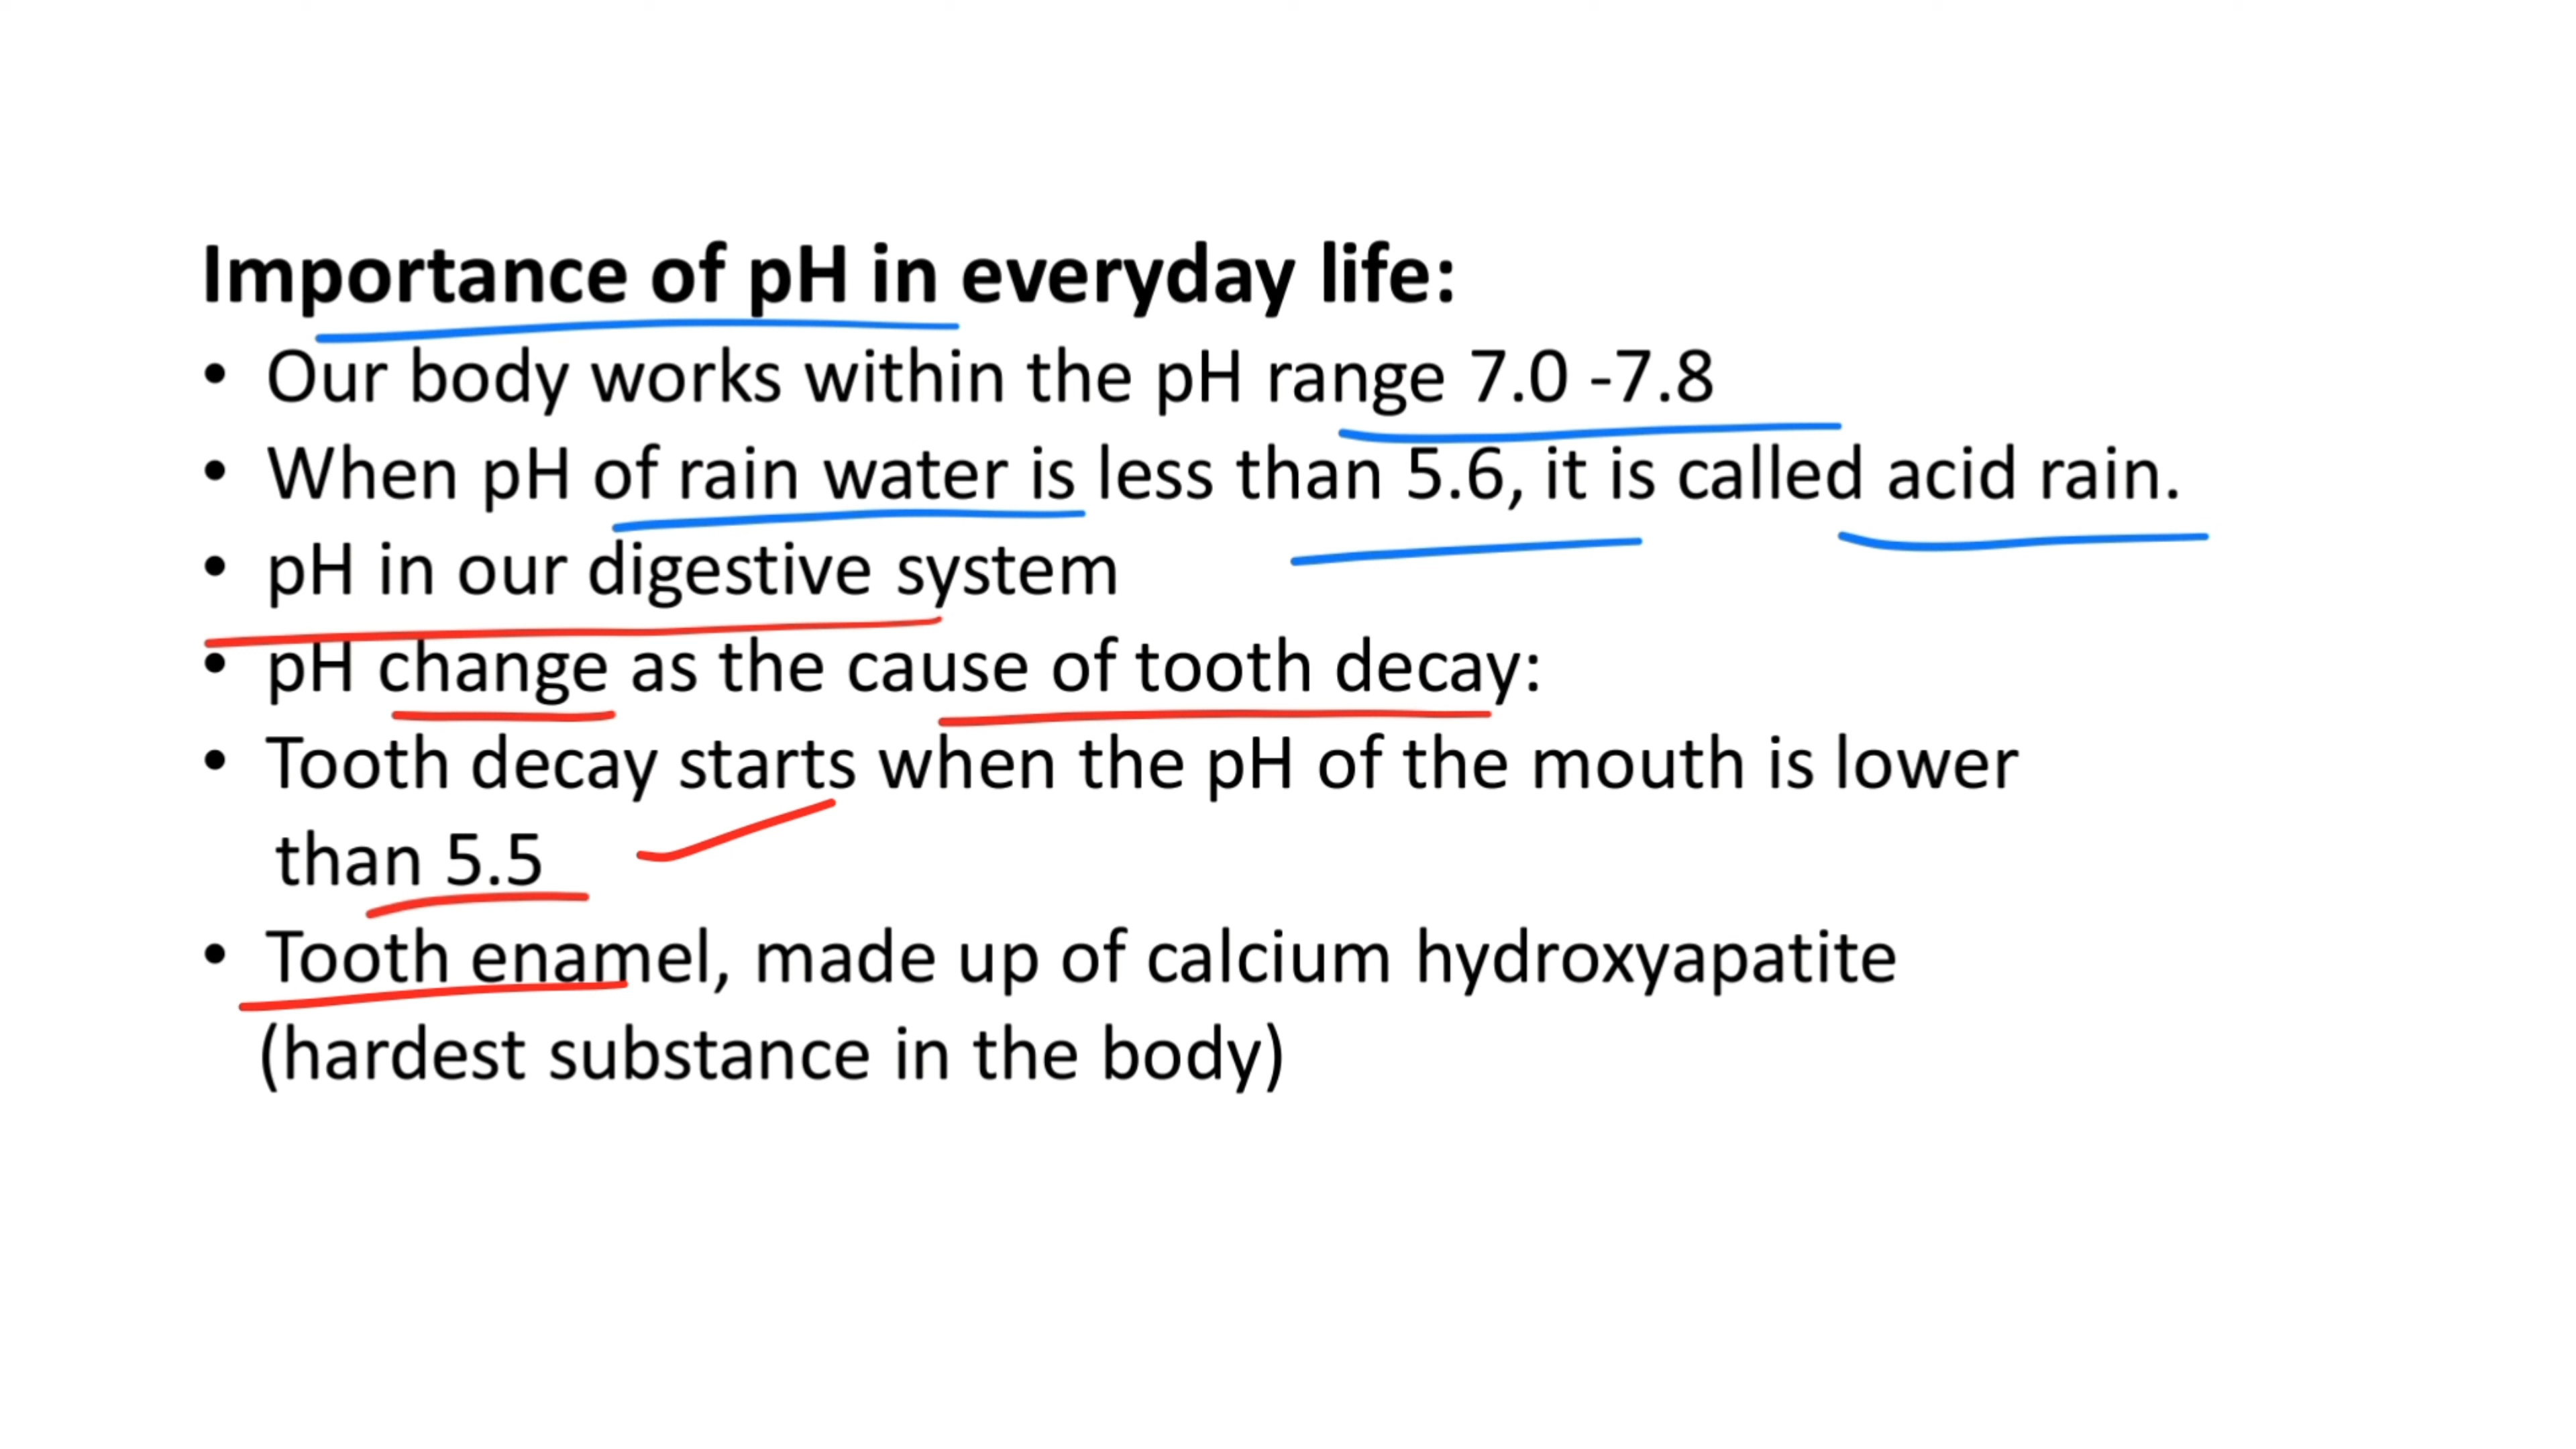 Importance of pH in everyday life:
• Our body works within the pH range 7.0 -7.8
• When pH of rain water is less than 5.6, it is called acid rain.
• pH in our digestive system
• pH change as the cause of tooth decay:
• Tooth decay starts when the pH of the mouth is lower
than 5.5
• Tooth enamel, made up of calcium hydroxyapatite
(hardest substance in the body)